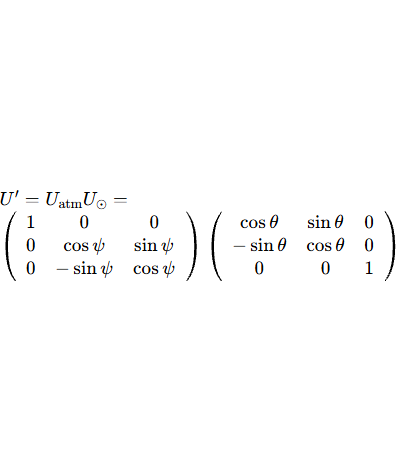 U′ = U_atm U_⊙ =
( 1 0 0 ) ( cos θ sin θ 0 )
( 0 cos ψ sin ψ ) ( − sin θ cos θ 0 )
( 0 − sin ψ cos ψ ) ( 0 0 1 )